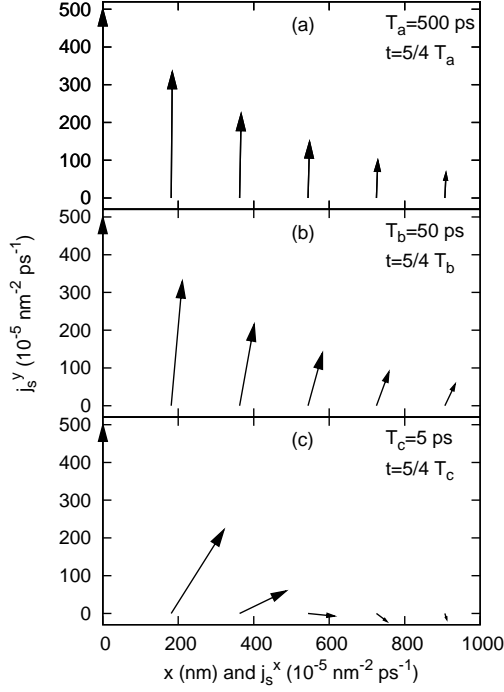 500
400
300
200
100
0
(a)
T_a=500 ps
t=5/4 T_a
500
400
300
200
100
0
(b)
T_b=50 ps
t=5/4 T_b
500
400
300
200
100
0
(c)
T_c=5 ps
t=5/4 T_c
j_s^y (10^-5 nm^-2 ps^-1)
0 200 400 600 800 1000
x (nm) and j_s^x (10^-5 nm^-2 ps^-1)